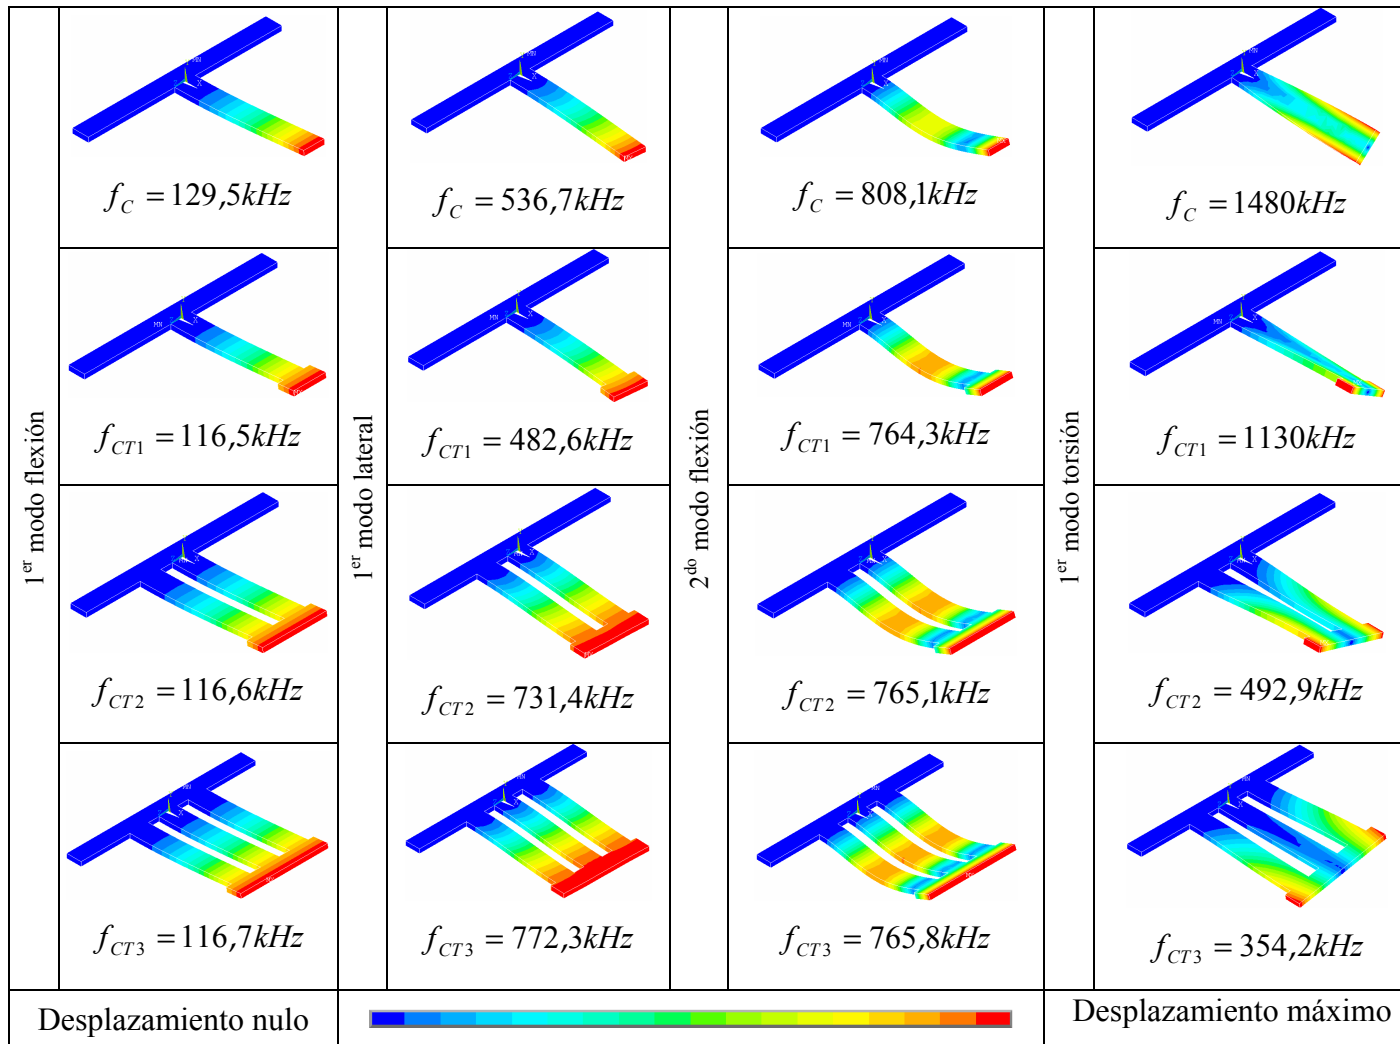 1er modo flexión
fC = 129,5kHz
fCT1 = 116,5kHz
fCT2 = 116,6kHz
fCT3 = 116,7kHz
1er modo lateral
fC = 536,7kHz
fCT1 = 482,6kHz
fCT2 = 731,4kHz
fCT3 = 772,3kHz
2do modo flexión
fC = 808,1kHz
fCT1 = 764,3kHz
fCT2 = 765,1kHz
fCT3 = 765,8kHz
1er modo torsión
fC = 1480kHz
fCT1 = 1130kHz
fCT2 = 492,9kHz
fCT3 = 354,2kHz
Desplazamiento nulo
Desplazamiento máximo